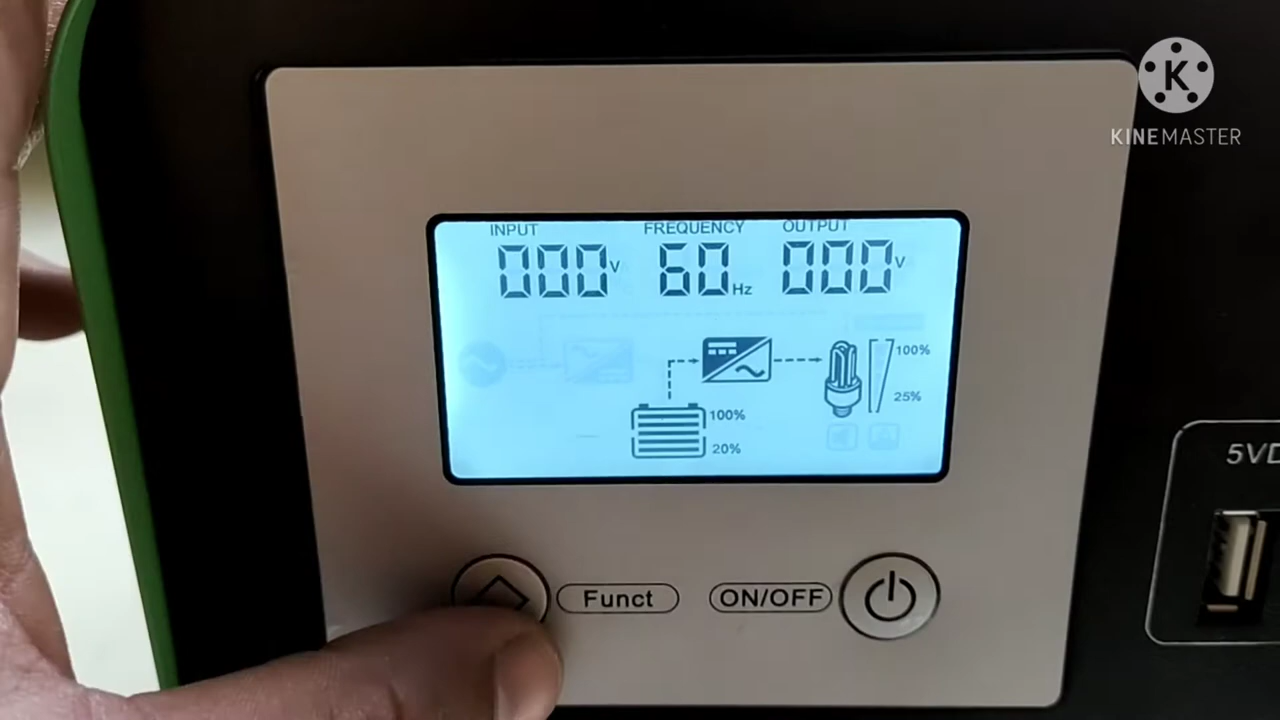 K
KINEMASTER
INPUT FREQUENCY OUTPUT
000V 60Hz 000V
100%
25%
100%
20%
5VD
Funct ON/OFF